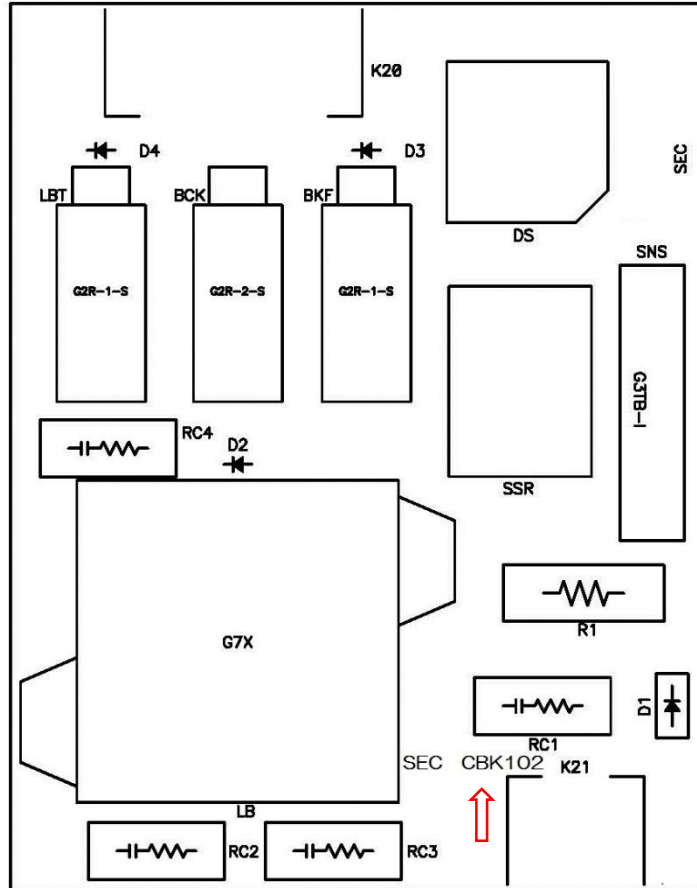 K20
D4
D3
SEC
LBT
BCK
BKF
DS
SNS
G2R-1-S
G2R-2-S
G2R-1-S
G3TB-I
RC4
D2
SSR
R1
G7X
D1
RC1
SEC CBK102
K21
LB
RC2
RC3